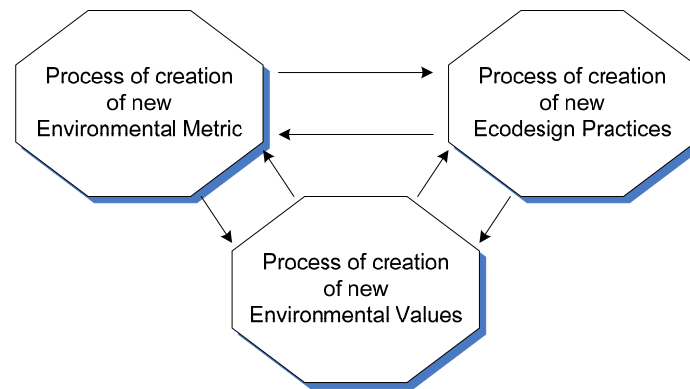 Process of creation
of new
Environmental Metric
Process of creation
of new
Ecodesign Practices
Process of creation
of new
Environmental Values